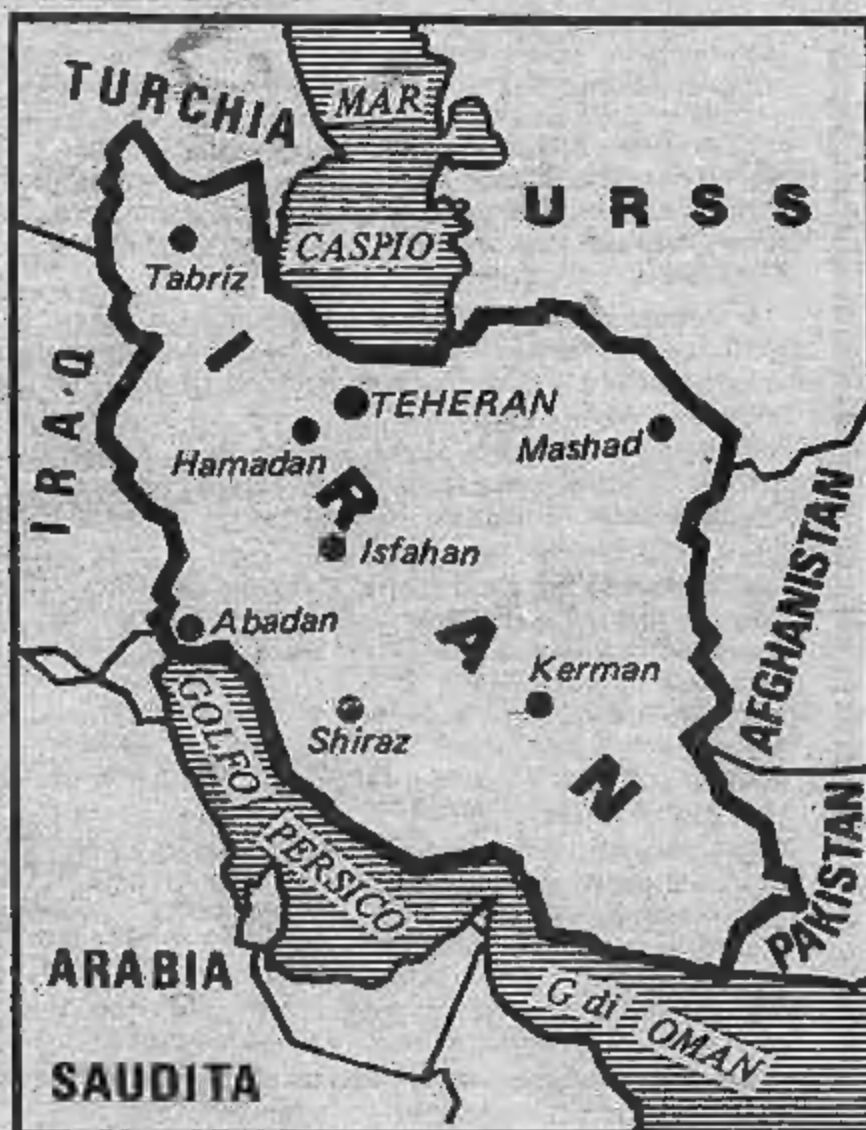 TURCHIA
MAR
CASPIO
URSS
Tabriz
IRAQ
IRAN
TEHERAN
Hamadan
Mashad
Isfahan
Abadan
Kerman
Shiraz
AFGHANISTAN
GOLFO
PERSICO
PAKISTAN
ARABIA
SAUDITA
G di OMAN